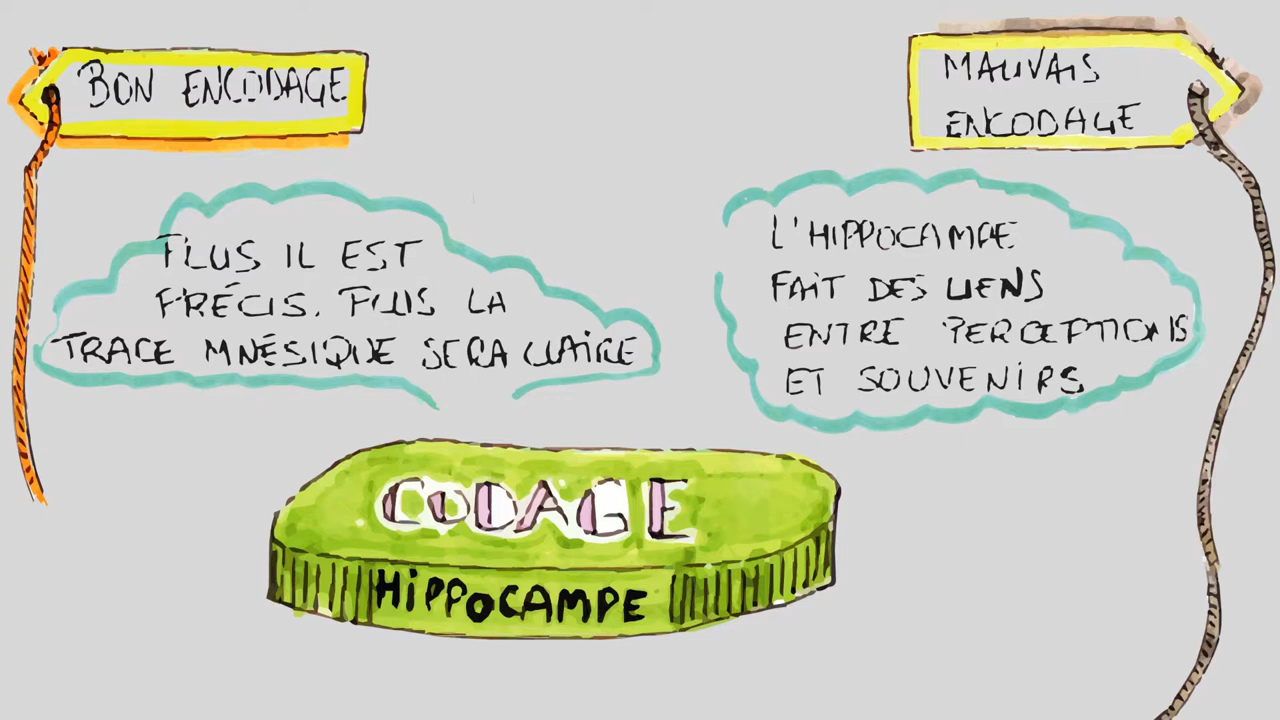 BON ENCODAGE
MAUVAIS
ENCODAGE
PLUS IL EST
PRÉCIS, PLUS LA
TRACE MNÉSIQUE SERA CLAIRE
L'HIPPOCAMPE
FAIT DES LIENS
ENTRE PERCEPTIONS
ET SOUVENIRS
CODAGE
HiPPOCAMPE